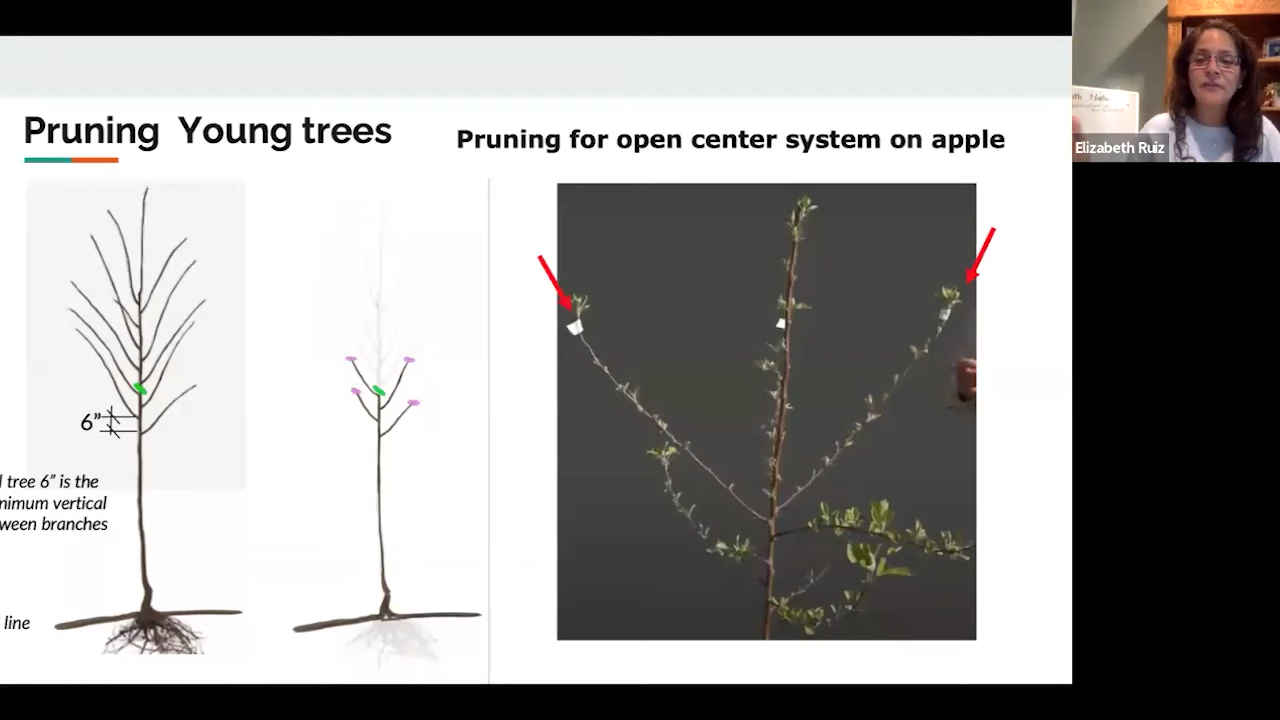 Pruning Young trees
Pruning for open center system on apple
6”
tree 6” is the
nimum vertical
ween branches
line
Elizabeth Ruiz